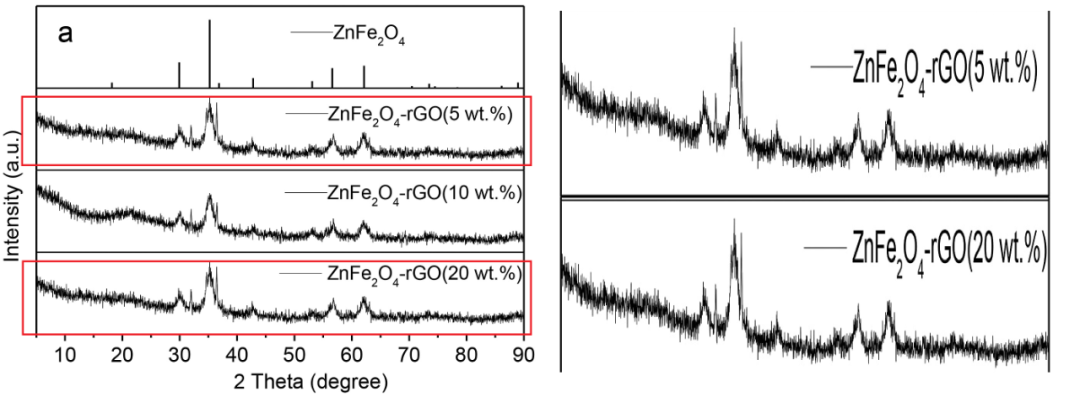 a
ZnFe₂O₄
ZnFe₂O₄-rGO(5 wt.%)
ZnFe₂O₄-rGO(10 wt.%)
ZnFe₂O₄-rGO(20 wt.%)
Intensity (a.u.)
10 20 30 40 50 60 70 80 90
2 Theta (degree)
ZnFe₂O₄-rGO(5 wt.%)
ZnFe₂O₄-rGO(20 wt.%)